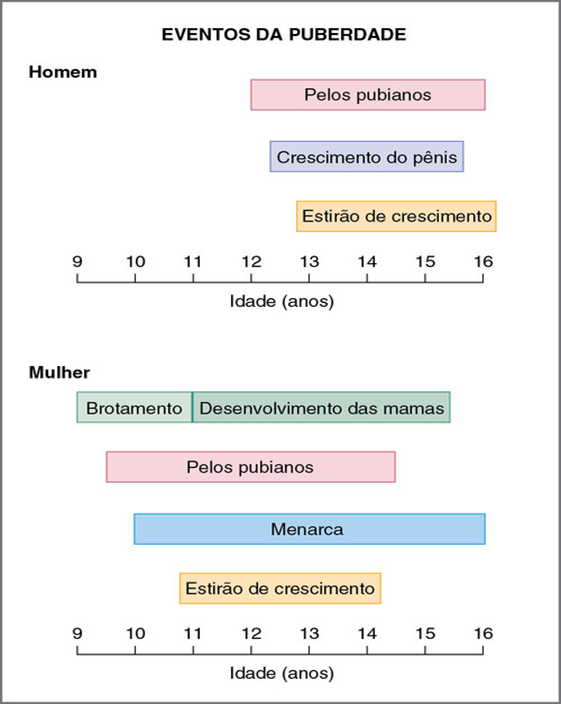 EVENTOS DA PUBERDADE
Homem
Pelos pubianos
Crescimento do pênis
Estirão de crescimento
9 10 11 12 13 14 15 16
Idade (anos)
Mulher
Brotamento Desenvolvimento das mamas
Pelos pubianos
Menarca
Estirão de crescimento
9 10 11 12 13 14 15 16
Idade (anos)